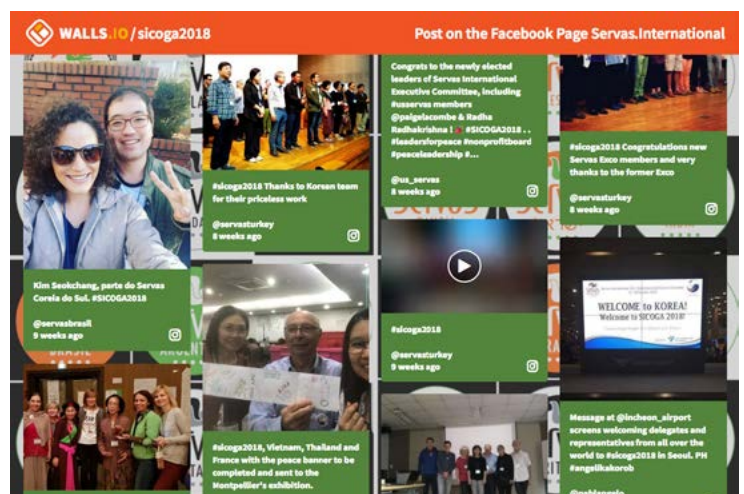 WALLS.IO/sicoga2018
Post on the Facebook Page Servas.International
Kim Seokchang, parte do Servas
Coreia do Sul. #SICOGA2018
@servasbrasil
9 weeks ago
#sicoga2018 Thanks to Korean team
for their priceless work
@servasturkey
8 weeks ago
#sicoga2018, Vietnam, Thailand and
France with the peace banner to be
completed and sent to the
Montpellier's exhibition.
Congrats to the newly elected
leaders of Servas International
Executive Committee, including
#usservas members
@paigelacombe & Radha
Radhakrishna ! #SICOGA2018 . .
#leadersforpeace #nonprofitboard
#peaceleadership #...
@us_servas
8 weeks ago
#sicoga2018
@servasturkey
9 weeks ago
#sicoga2018 Congratulations new
Servas Exco members and very
thanks to the former Exco
@servasturkey
8 weeks ago
WELCOME to KOREA!
Welcome to SICOGA 2018!
Message at @incheon_airport
screens welcoming delegates and
representatives from all over the
world to #sicoga2018 in Seoul. PH
#angelikakorob
BRASIL